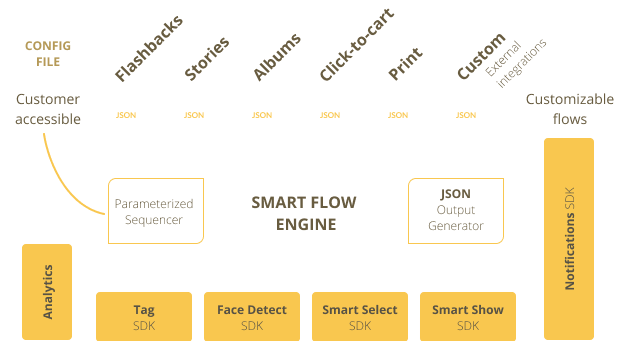 CONFIG
FILE
Customer
accessible
Flashbacks
Stories
Albums
Click-to-cart
Print
Custom
External
integrations
Customizable
flows
JSON
JSON
JSON
JSON
JSON
JSON
Parameterized
Sequencer
SMART FLOW
ENGINE
JSON
Output
Generator
Notifications SDK
Analytics
Tag
SDK
Face Detect
SDK
Smart Select
SDK
Smart Show
SDK